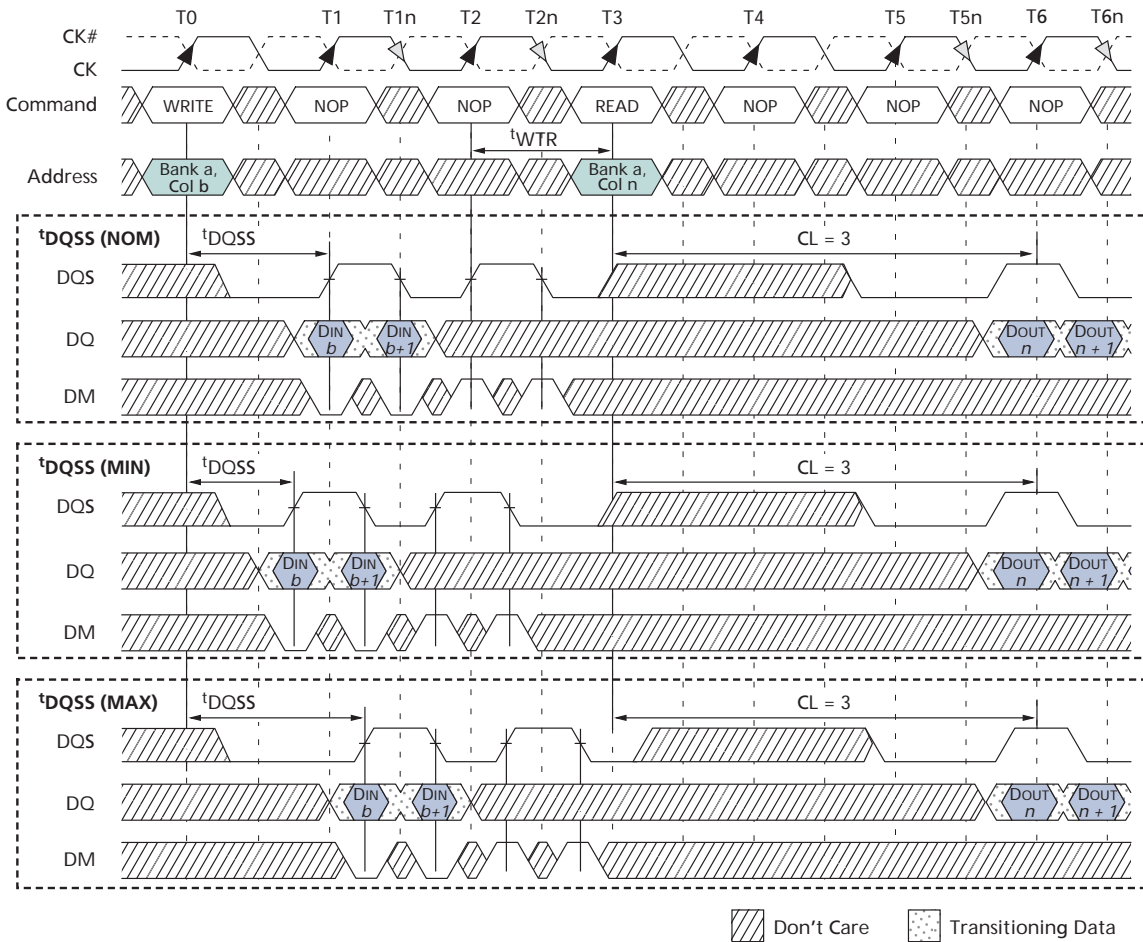 T0 T1 T1n T2 T2n T3 T4 T5 T5n T6 T6n
CK#
CK
Command WRITE NOP NOP READ NOP NOP NOP
tWTR
Address Bank a, Col b Bank a, Col n
tDQSS (NOM) tDQSS CL = 3
DQS
DQ DIN b DIN b+1 DOUT n DOUT n + 1
DM
tDQSS (MIN) tDQSS CL = 3
DQS
DQ DIN b DIN b+1 DOUT n DOUT n + 1
DM
tDQSS (MAX) tDQSS CL = 3
DQS
DQ DIN b DIN b+1 DOUT n DOUT n + 1
DM
Don't Care Transitioning Data